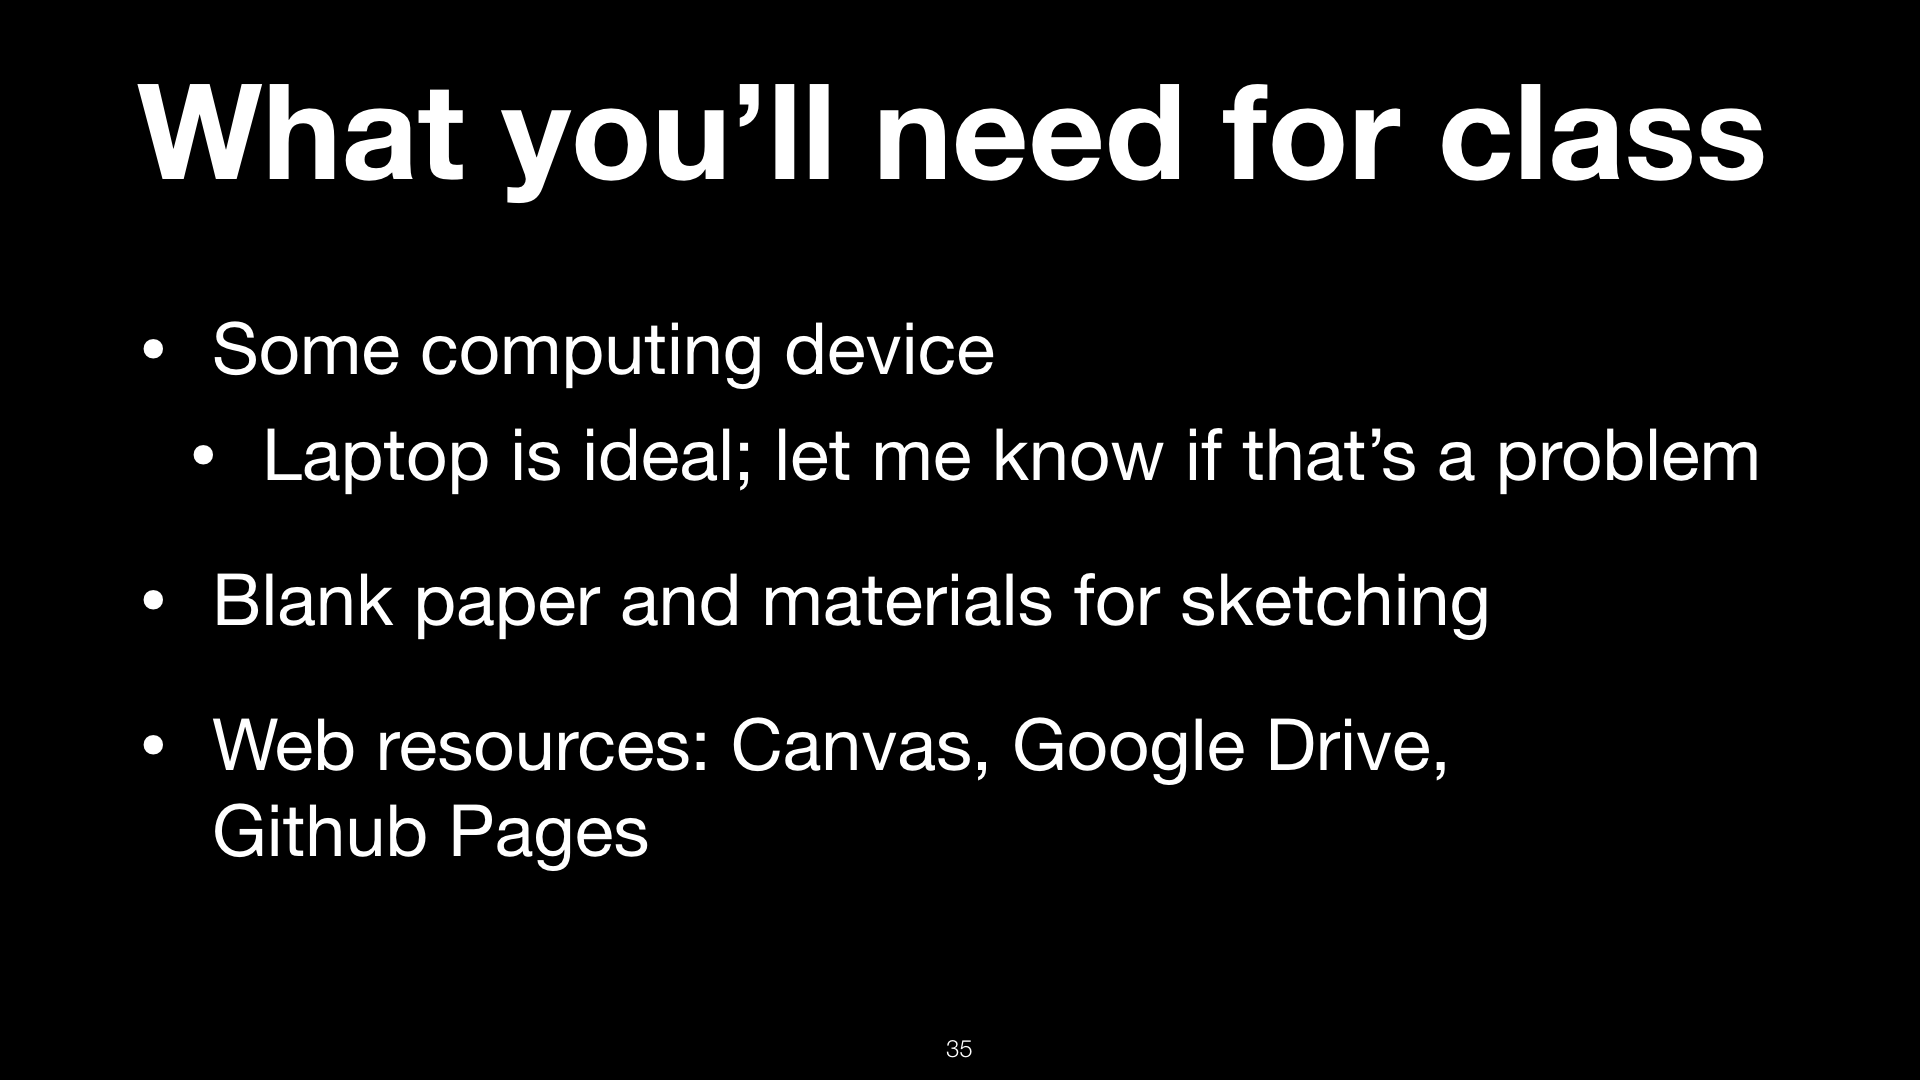 What you’ll need for class
• Some computing device
• Laptop is ideal; let me know if that’s a problem
• Blank paper and materials for sketching
• Web resources: Canvas, Google Drive,
Github Pages
35